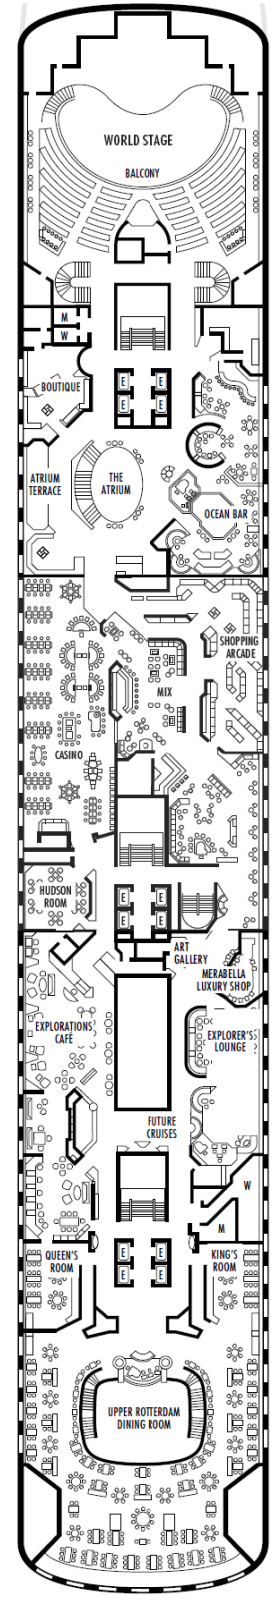 WORLD STAGE
BALCONY
M
W
E
E
E
E
BOUTIQUE
ATRIUM
TERRACE
THE
ATRIUM
OCEAN BAR
SHOPPING
ARCADE
MIX
CASINO
HUDSON
ROOM
E
E
E
E
ART
GALLERY
MERABELLA
LUXURY SHOP
EXPLORATIONS
CAFÉ
EXPLORER'S
LOUNGE
FUTURE
CRUISES
W
M
QUEEN'S
ROOM
E
E
E
E
KING'S
ROOM
UPPER ROTTERDAM
DINING ROOM